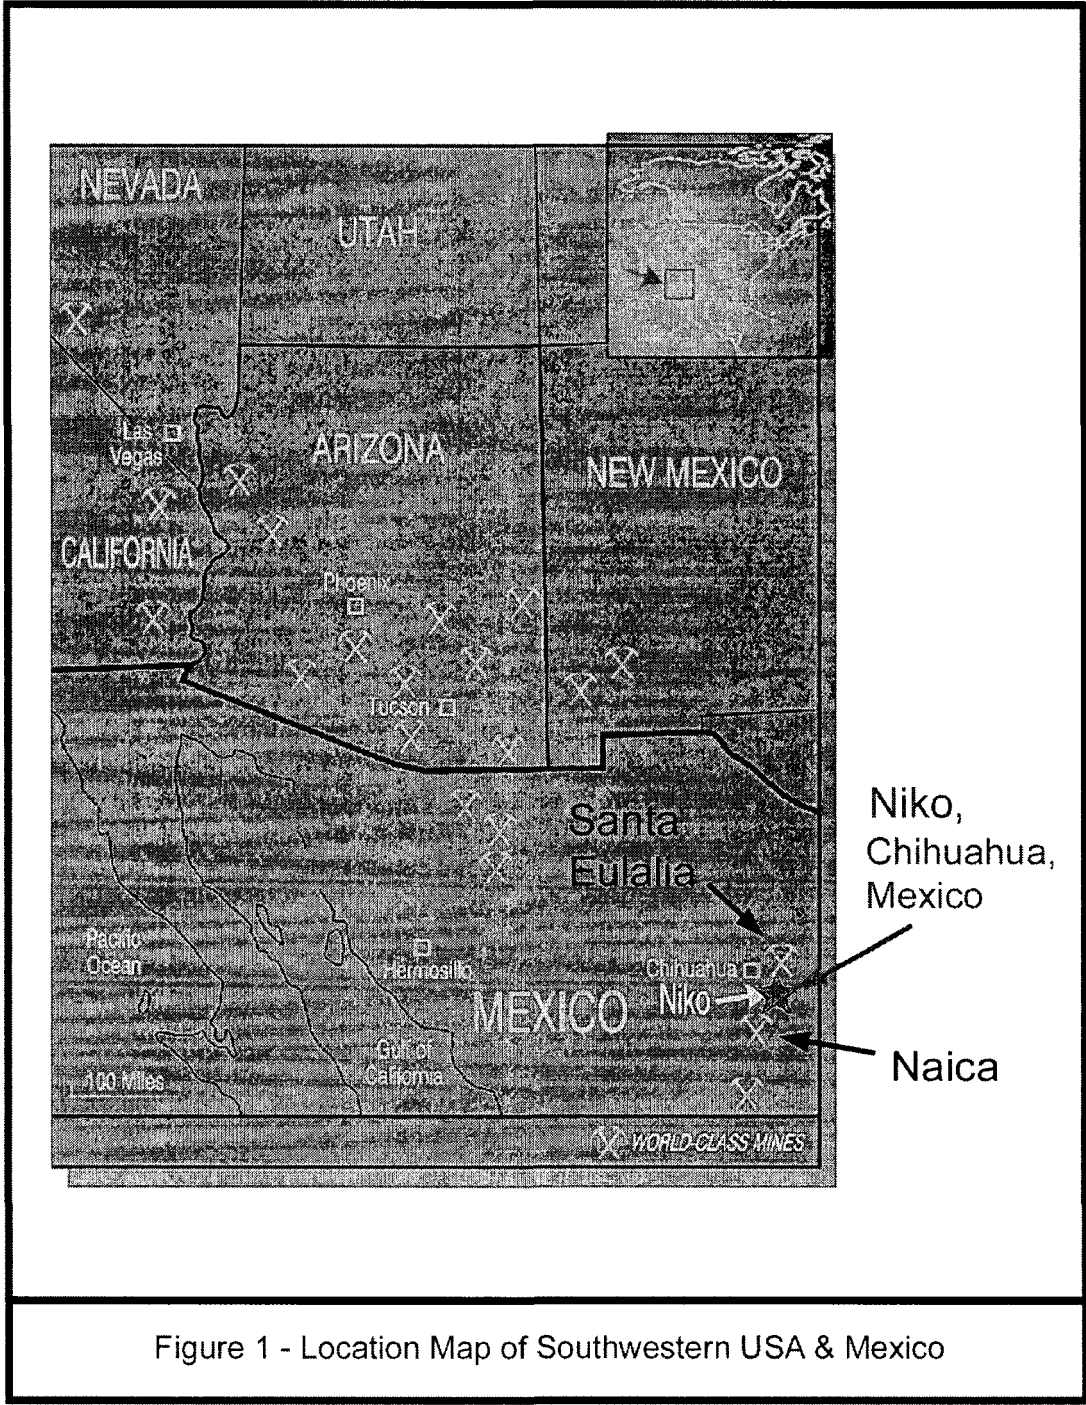 NEVADA
UTAH
Las
Vegas
ARIZONA
NEW MEXICO
CALIFORNIA
Phoenix
Tucson
Santa
Eulalia
Niko,
Chihuahua,
Mexico
Pacific
Ocean
Hermosillo
Chihuahua
Niko
MEXICO
Gulf of
California
Naica
100 Miles
WORLD-CLASS MINES
Figure 1 - Location Map of Southwestern USA & Mexico